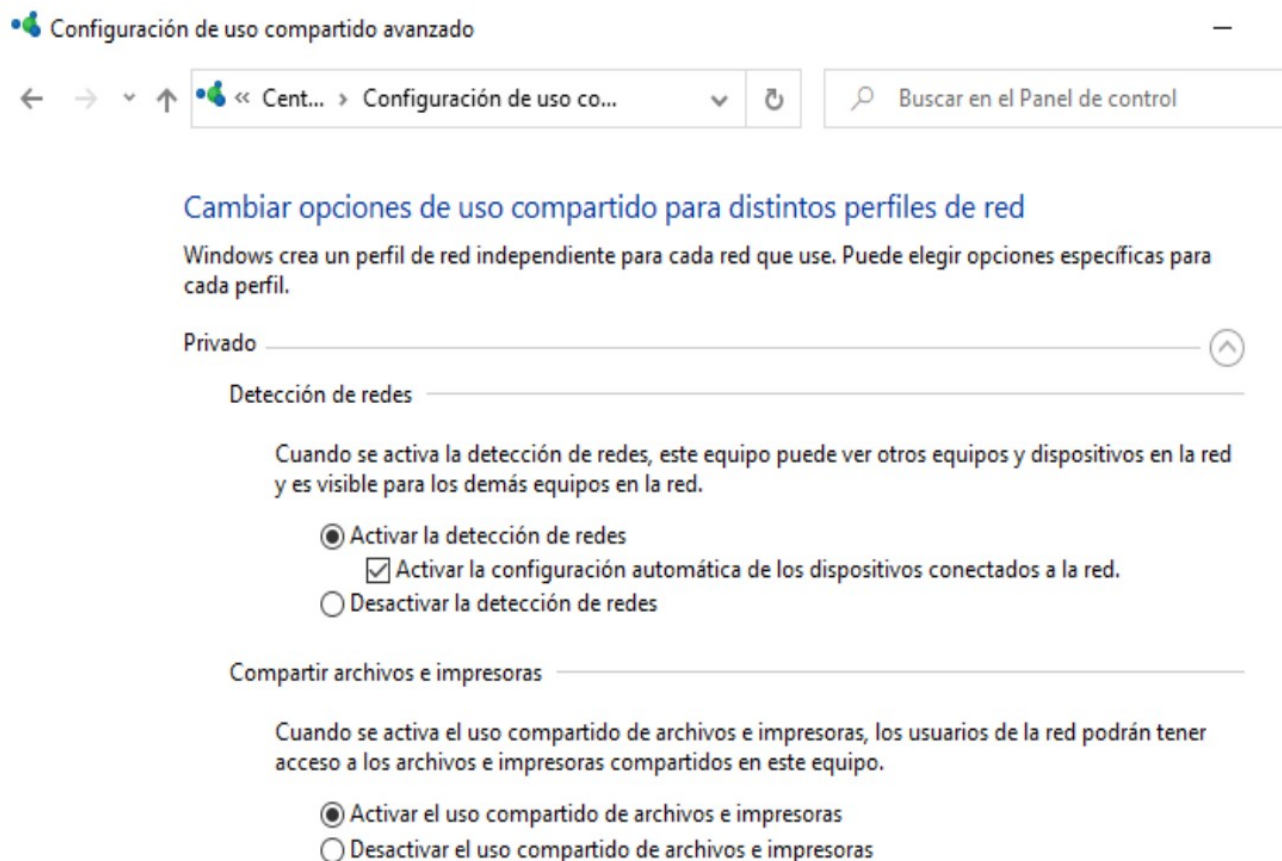 Configuración de uso compartido avanzado
« Cent... › Configuración de uso co...
Buscar en el Panel de control
Cambiar opciones de uso compartido para distintos perfiles de red
Windows crea un perfil de red independiente para cada red que use. Puede elegir opciones específicas para
cada perfil.
Privado
Detección de redes
Cuando se activa la detección de redes, este equipo puede ver otros equipos y dispositivos en la red
y es visible para los demás equipos en la red.
Activar la detección de redes
Activar la configuración automática de los dispositivos conectados a la red.
Desactivar la detección de redes
Compartir archivos e impresoras
Cuando se activa el uso compartido de archivos e impresoras, los usuarios de la red podrán tener
acceso a los archivos e impresoras compartidos en este equipo.
Activar el uso compartido de archivos e impresoras
Desactivar el uso compartido de archivos e impresoras